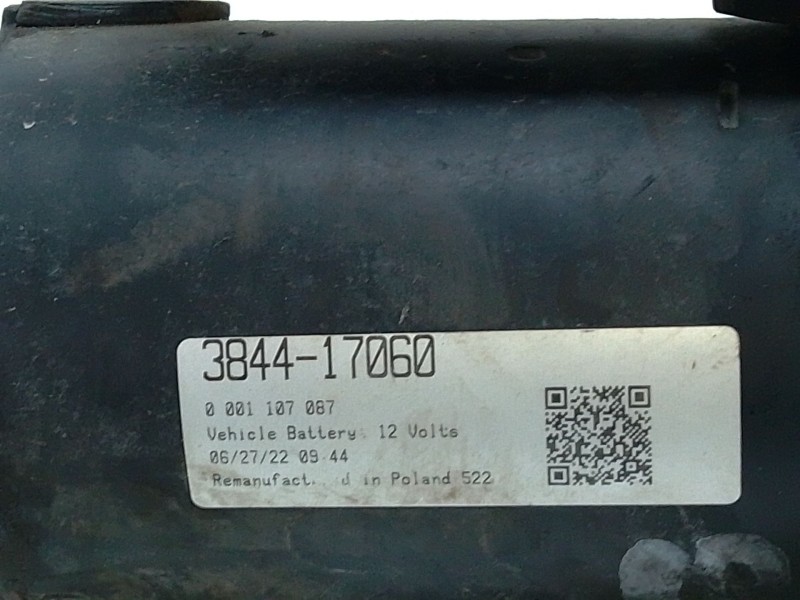 3844-17060
0 001 107 087
Vehicle Battery: 12 Volts
06/27/22 09:44
in Poland 522